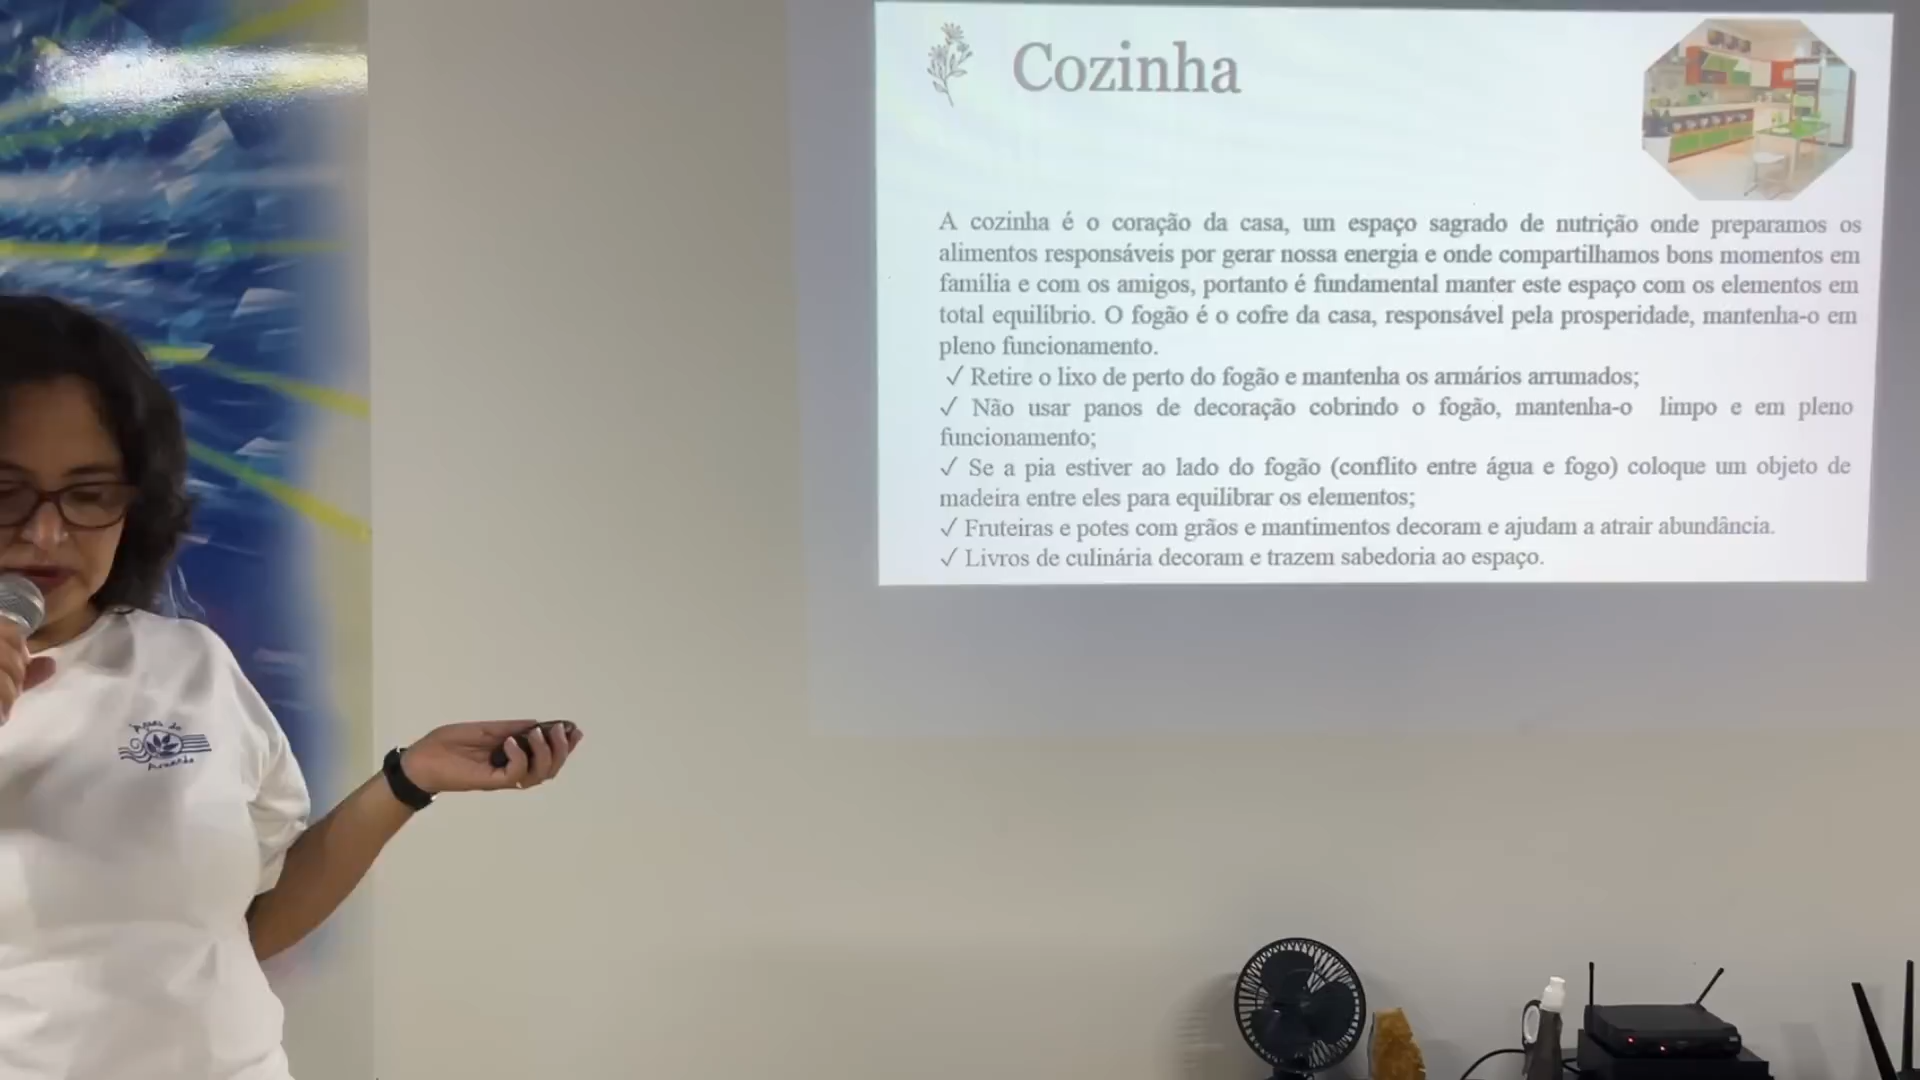 Cozinha
A cozinha é o coração da casa, um espaço sagrado de nutrição onde preparamos os
alimentos responsáveis por gerar nossa energia e onde compartilhamos bons momentos em
família e com os amigos, portanto é fundamental manter este espaço com os elementos em
total equilíbrio. O fogão é o cofre da casa, responsável pela prosperidade, mantenha-o em
pleno funcionamento.
✓ Retire o lixo de perto do fogão e mantenha os armários arrumados;
✓ Não usar panos de decoração cobrindo o fogão, mantenha-o limpo e em pleno
funcionamento;
✓ Se a pia estiver ao lado do fogão (conflito entre água e fogo) coloque um objeto de
madeira entre eles para equilibrar os elementos;
✓ Fruteiras e potes com grãos e mantimentos decoram e ajudam a atrair abundância.
✓ Livros de culinária decoram e trazem sabedoria ao espaço.